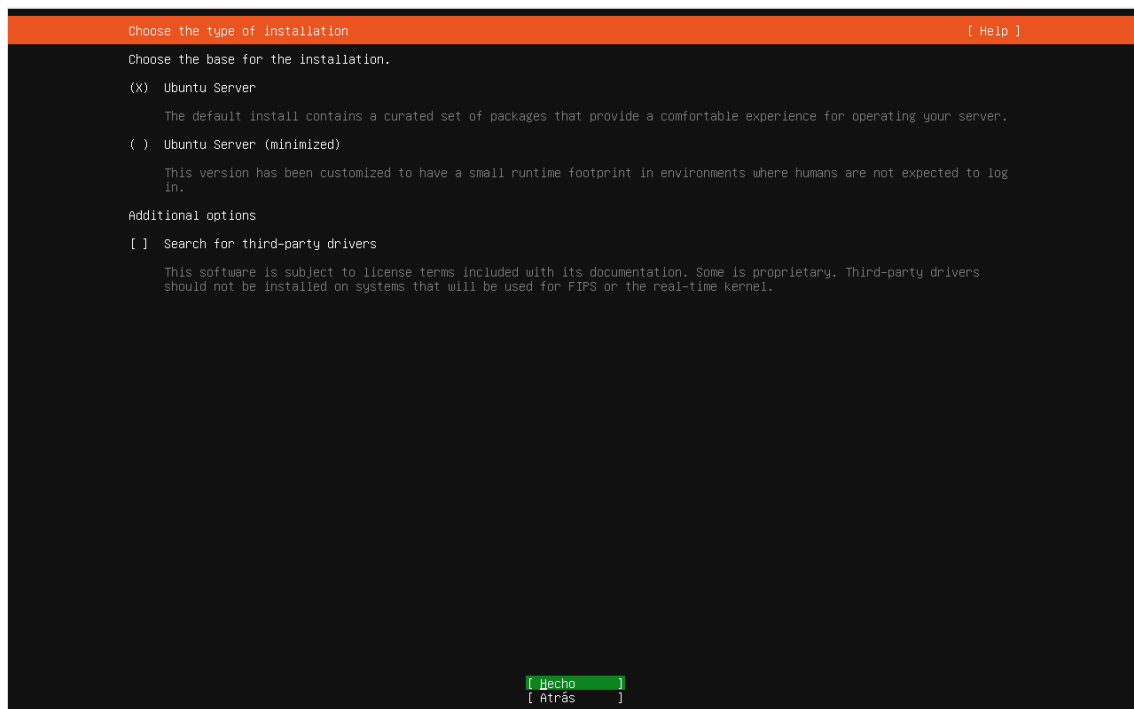 Choose the type of installation [ Help ]
Choose the base for the installation.
(X) Ubuntu Server
The default install contains a curated set of packages that provide a comfortable experience for operating your server.
( ) Ubuntu Server (minimized)
This version has been customized to have a small runtime footprint in environments where humans are not expected to log
in.
Additional options
[ ] Search for third-party drivers
This software is subject to license terms included with its documentation. Some is proprietary. Third-party drivers
should not be installed on systems that will be used for FIPS or the real-time kernel.
[ Hecho ]
[ Atrás ]